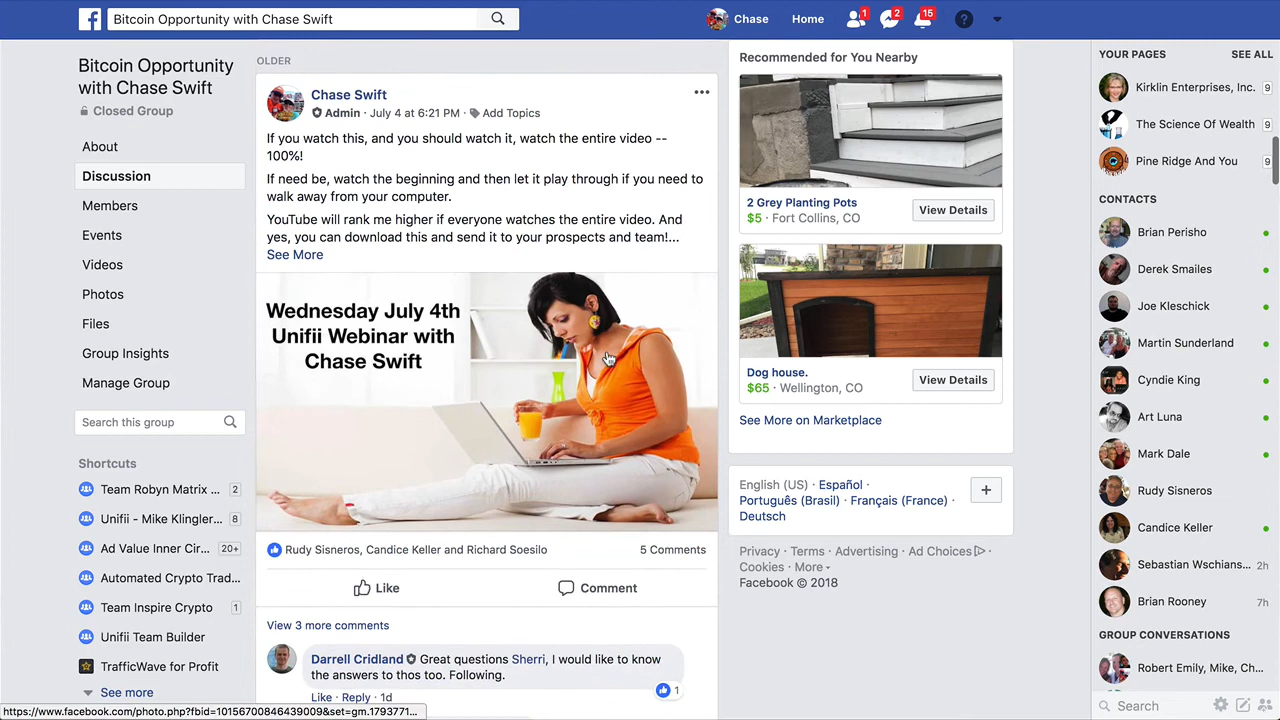 Bitcoin Opportunity with Chase Swift
Chase
Home
1
2
15
?
Bitcoin Opportunity
with Chase Swift
Closed Group
About
Discussion
Members
Events
Videos
Photos
Files
Group Insights
Manage Group
Search this group
Shortcuts
Team Robyn Matrix ... 2
Unifii - Mike Klingler... 8
Ad Value Inner Cir... 20+
Automated Crypto Trad...
Team Inspire Crypto 1
Unifii Team Builder
TrafficWave for Profit
See more
https://www.facebook.com/photo.php?fbid=10156700846439009&set=gm.1793771...
OLDER
Chase Swift
Admin · July 4 at 6:21 PM · Add Topics
If you watch this, and you should watch it, watch the entire video --
100%!
If need be, watch the beginning and then let it play through if you need to
walk away from your computer.
YouTube will rank me higher if everyone watches the entire video. And
yes, you can download this and send it to your prospects and team!...
See More
Wednesday July 4th
Unifii Webinar with
Chase Swift
Rudy Sisneros, Candice Keller and Richard Soesilo
5 Comments
Like
Comment
View 3 more comments
Darrell Cridland Great questions Sherri, I would like to know
the answers to thos too. Following.
1
Like · Reply · 1d
Recommended for You Nearby
2 Grey Planting Pots
$5 · Fort Collins, CO
View Details
Dog house.
$65 · Wellington, CO
View Details
See More on Marketplace
English (US) · Español ·
Português (Brasil) · Français (France) ·
Deutsch
+
Privacy · Terms · Advertising · Ad Choices ·
Cookies · More
Facebook © 2018
YOUR PAGES
SEE ALL
Kirklin Enterprises, Inc. 9
The Science Of Wealth 9
Pine Ridge And You 9
CONTACTS
Brian Perisho
Derek Smailes
Joe Kleschick
Martin Sunderland
Cyndie King
Art Luna
Mark Dale
Rudy Sisneros
Candice Keller
Sebastian Wschians... 2h
Brian Rooney 7h
GROUP CONVERSATIONS
Robert Emily, Mike, Ch...
Search